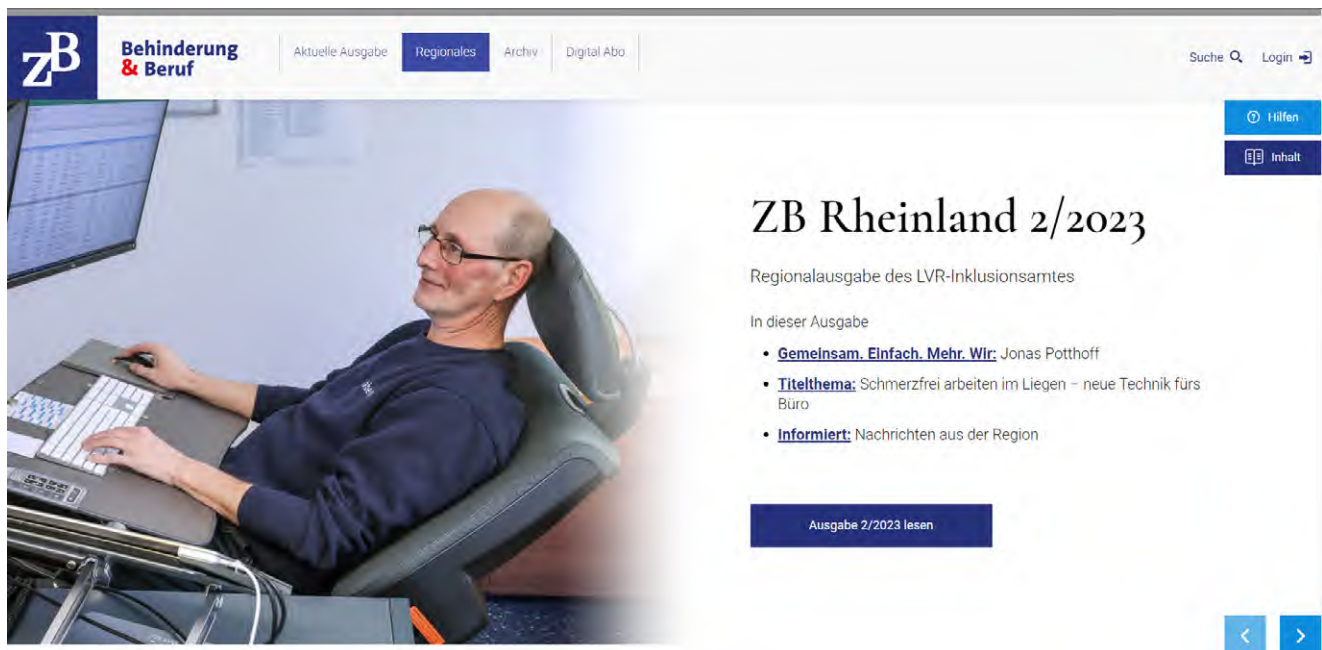 ZB
Behinderung
& Beruf
Aktuelle Ausgabe
Regionales
Archiv
Digital Abo
Suche
Login
Hilfen
Inhalt
ZB Rheinland 2/2023
Regionalausgabe des LVR-Inklusionsamtes
In dieser Ausgabe
Gemeinsam. Einfach. Mehr. Wir: Jonas Potthoff
Titelthema: Schmerzfrei arbeiten im Liegen – neue Technik fürs
Büro
Informiert: Nachrichten aus der Region
Ausgabe 2/2023 lesen